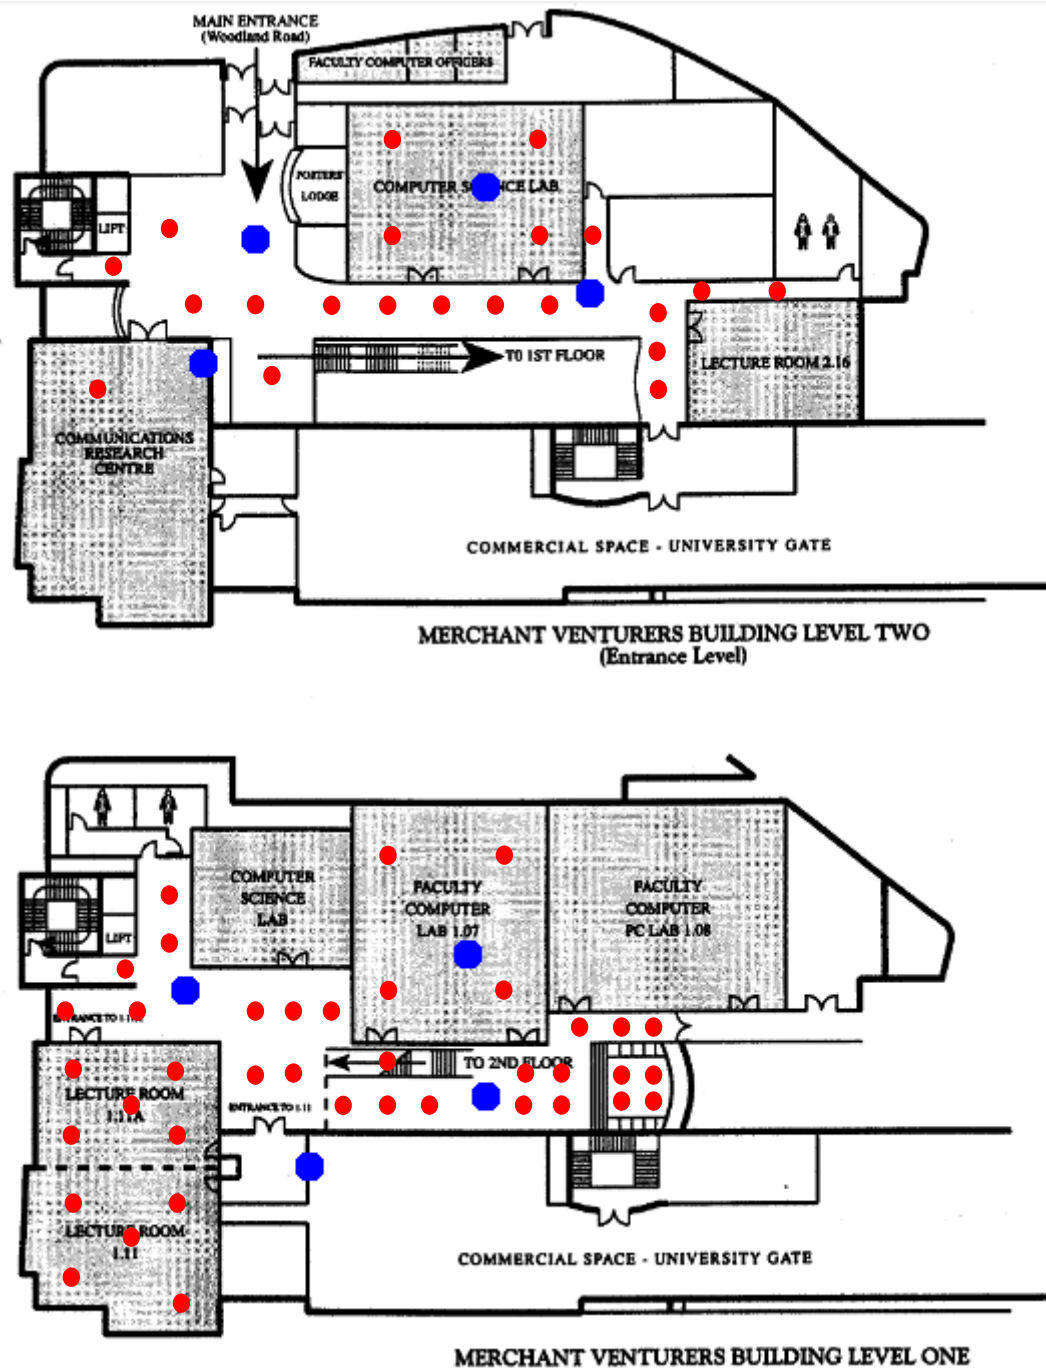 MAIN ENTRANCE
(Woodland Road)
FACULTY COMPUTER OFFICERS
PORTERS'
LODGE
COMPUTER SCIENCE LAB
LIFT
TO 1ST FLOOR
LECTURE ROOM 2.16
COMMUNICATIONS
RESEARCH
CENTRE
COMMERCIAL SPACE - UNIVERSITY GATE
MERCHANT VENTURERS BUILDING LEVEL TWO
(Entrance Level)
COMPUTER
SCIENCE
LAB
FACULTY
COMPUTER
LAB 1.07
FACULTY
COMPUTER
PC LAB 1.08
LIFT
ENTRANCE TO
TO 2ND FLOOR
LECTURE ROOM
1.11A
ENTRANCE TO 1.11
LECTURE ROOM
1.11
COMMERCIAL SPACE - UNIVERSITY GATE
MERCHANT VENTURERS BUILDING LEVEL ONE